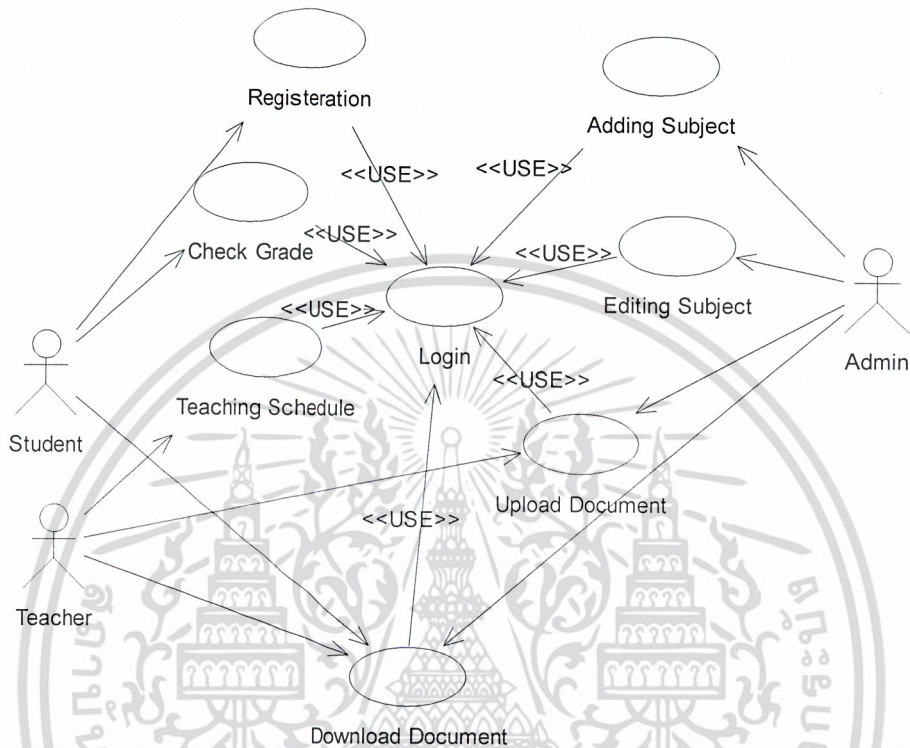 Registeration
Adding Subject
<<USE>>
<<USE>>
<<USE>>
Check Grade
<<USE>>
Editing Subject
<<USE>>
Login
Admin
<<USE>>
Teaching Schedule
Student
Upload Document
<<USE>>
Teacher
Download Document